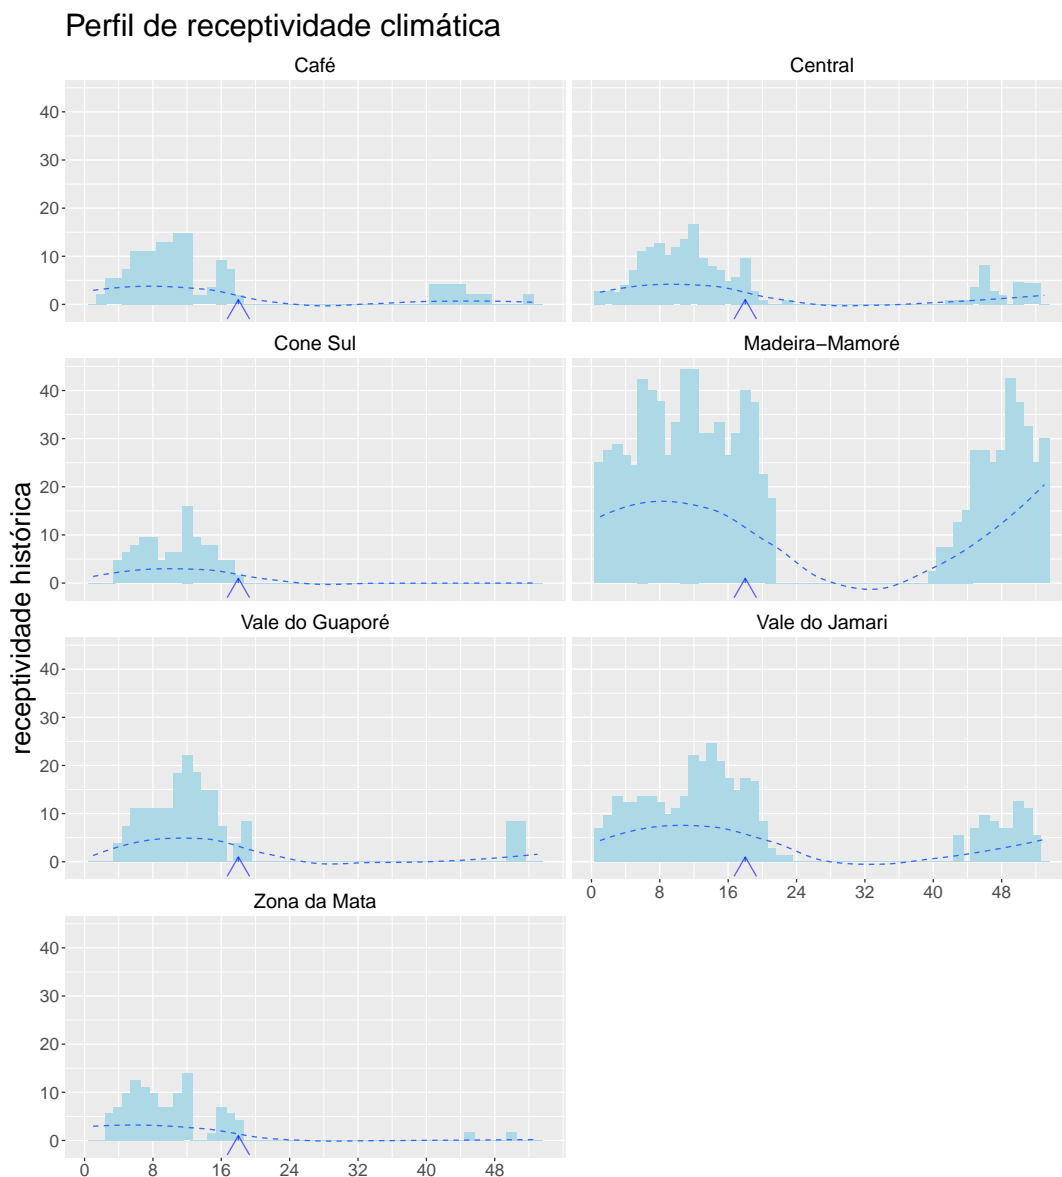 Perfil de receptividade climática
Café
Central
40
30
20
10
0
Cone Sul
Madeira−Mamoré
40
30
20
10
0
receptividade histórica
Vale do Guaporé
Vale do Jamari
40
30
20
10
0
0 8 16 24 32 40 48
Zona da Mata
40
30
20
10
0
0 8 16 24 32 40 48